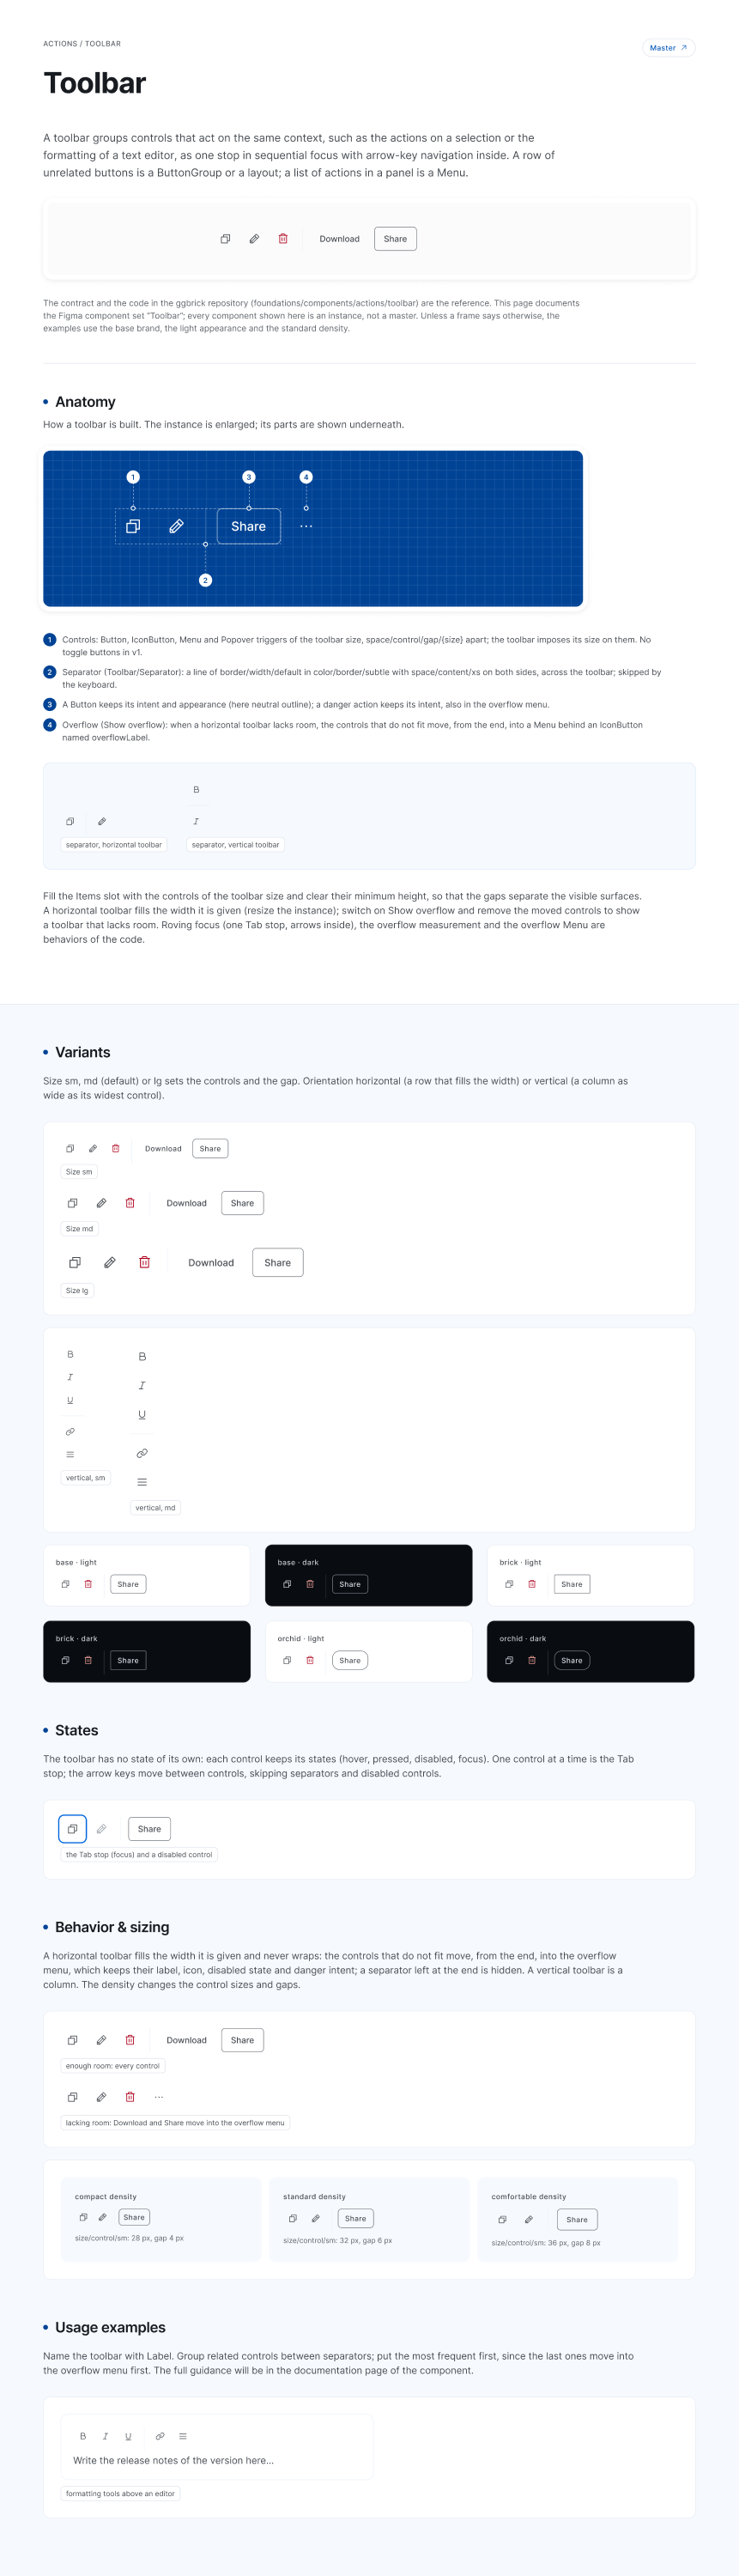 ACTIONS / TOOLBAR
Master ↗
Toolbar
A toolbar groups controls that act on the same context, such as the actions on a selection or the
formatting of a text editor, as one stop in sequential focus with arrow-key navigation inside. A row of
unrelated buttons is a ButtonGroup or a layout; a list of actions in a panel is a Menu.
Download Share
The contract and the code in the ggbrick repository (foundations/components/actions/toolbar) are the reference. This page documents
the Figma component set "Toolbar"; every component shown here is an instance, not a master. Unless a frame says otherwise, the
examples use the base brand, the light appearance and the standard density.
Anatomy
How a toolbar is built. The instance is enlarged; its parts are shown underneath.
1 3 4
Share
2
1 Controls: Button, IconButton, Menu and Popover triggers of the toolbar size, space/control/gap/{size} apart; the toolbar imposes its size on them. No
toggle buttons in v1.
2 Separator (Toolbar/Separator): a line of border/width/default in color/border/subtle with space/content/xs on both sides, across the toolbar; skipped by
the keyboard.
3 A Button keeps its intent and appearance (here neutral outline); a danger action keeps its intent, also in the overflow menu.
4 Overflow (Show overflow): when a horizontal toolbar lacks room, the controls that do not fit move, from the end, into a Menu behind an IconButton
named overflowLabel.
B
I
separator, horizontal toolbar
separator, vertical toolbar
Fill the Items slot with the controls of the toolbar size and clear their minimum height, so that the gaps separate the visible surfaces.
A horizontal toolbar fills the width it is given (resize the instance); switch on Show overflow and remove the moved controls to show
a toolbar that lacks room. Roving focus (one Tab stop, arrows inside), the overflow measurement and the overflow Menu are
behaviors of the code.
Variants
Size sm, md (default) or lg sets the controls and the gap. Orientation horizontal (a row that fills the width) or vertical (a column as
wide as its widest control).
Download Share
Size sm
Download Share
Size md
Download Share
Size lg
B
I
U
vertical, sm
B
I
U
vertical, md
base · light
Share
base · dark
Share
brick · light
Share
brick · dark
Share
orchid · light
Share
orchid · dark
Share
States
The toolbar has no state of its own: each control keeps its states (hover, pressed, disabled, focus). One control at a time is the Tab
stop; the arrow keys move between controls, skipping separators and disabled controls.
Share
the Tab stop (focus) and a disabled control
Behavior & sizing
A horizontal toolbar fills the width it is given and never wraps: the controls that do not fit move, from the end, into the overflow
menu, which keeps their label, icon, disabled state and danger intent; a separator left at the end is hidden. A vertical toolbar is a
column. The density changes the control sizes and gaps.
Download Share
enough room: every control
lacking room: Download and Share move into the overflow menu
compact density
Share
size/control/sm: 28 px, gap 4 px
standard density
Share
size/control/sm: 32 px, gap 6 px
comfortable density
Share
size/control/sm: 36 px, gap 8 px
Usage examples
Name the toolbar with Label. Group related controls between separators; put the most frequent first, since the last ones move into
the overflow menu first. The full guidance will be in the documentation page of the component.
B I U
Write the release notes of the version here...
formatting tools above an editor